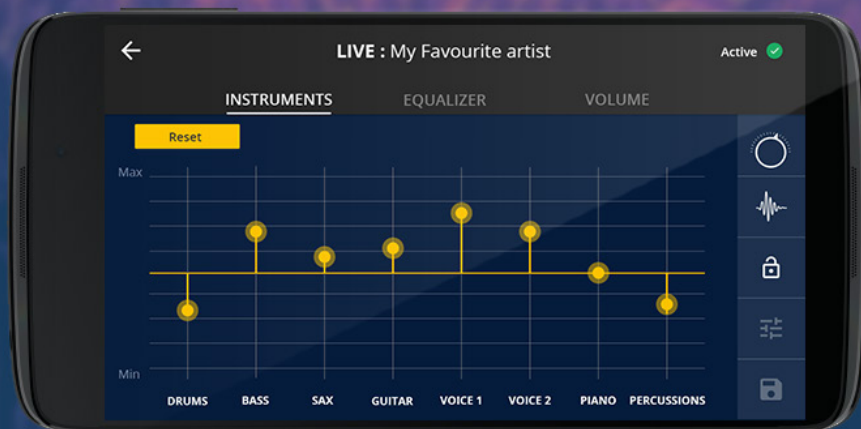 LIVE : My Favourite artist
Active
INSTRUMENTS EQUALIZER VOLUME
Reset
Max
Min
DRUMS BASS SAX GUITAR VOICE 1 VOICE 2 PIANO PERCUSSIONS